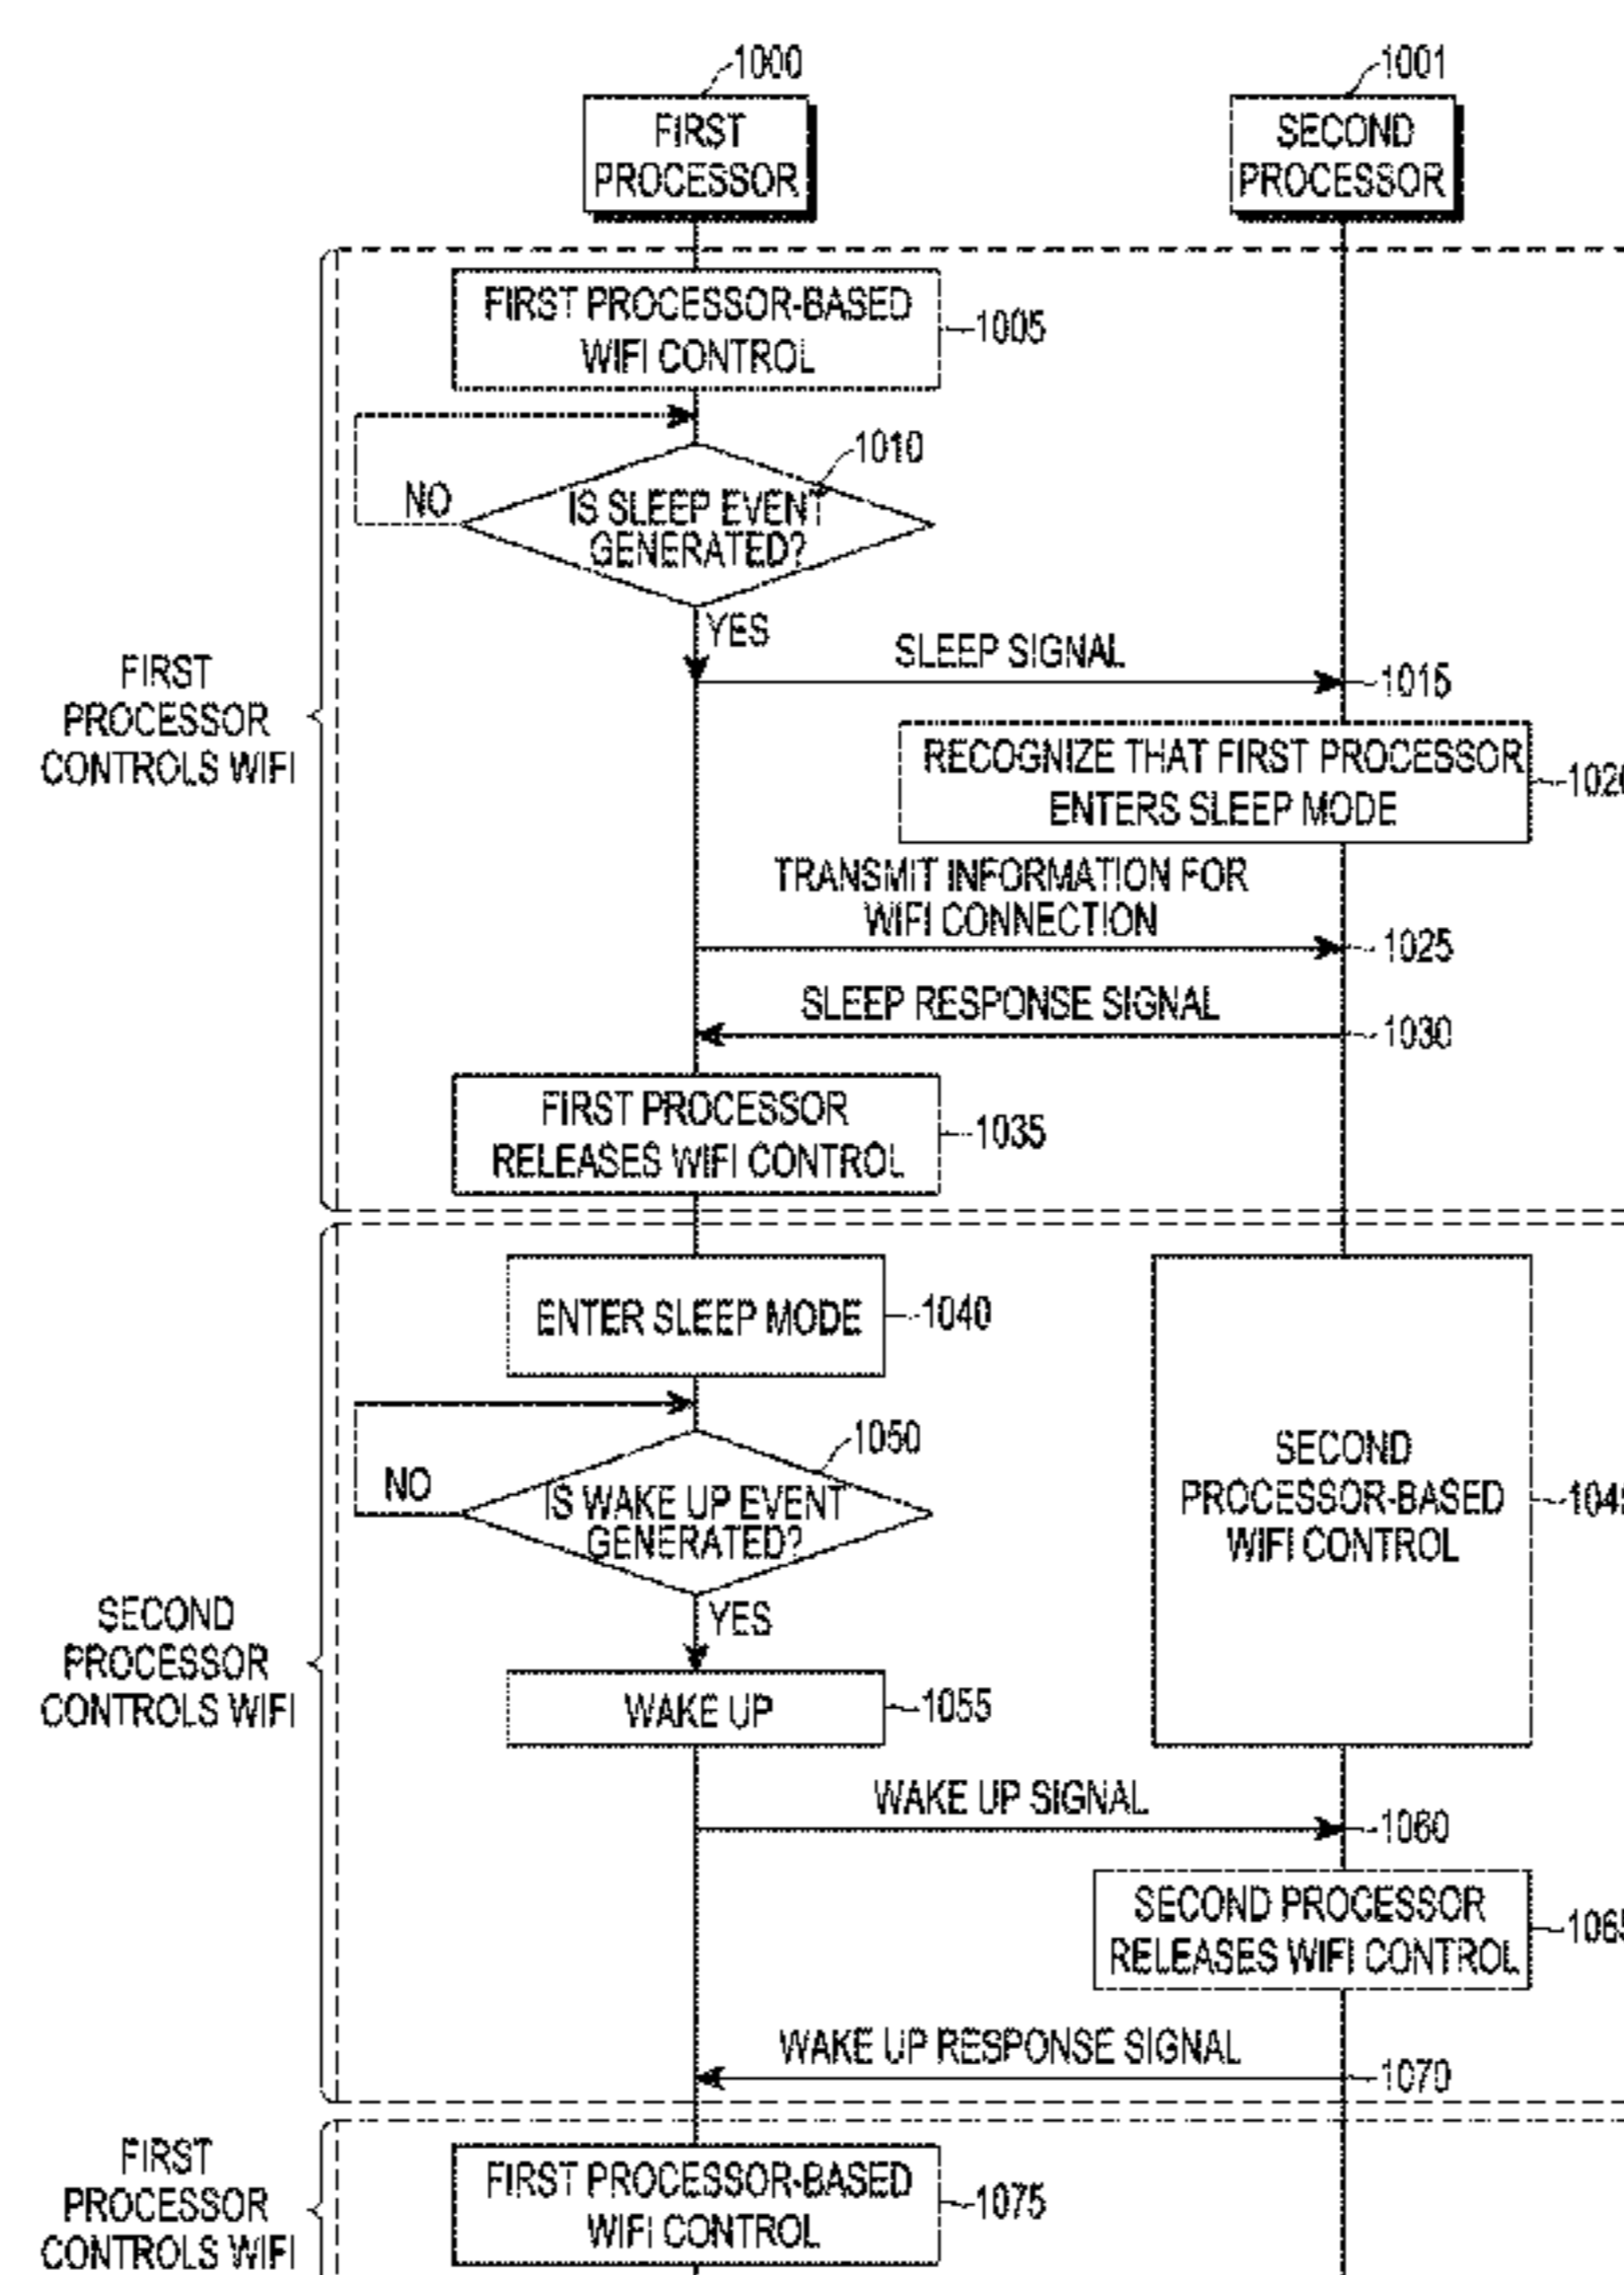 1000
1001
FIRST
PROCESSOR
SECOND
PROCESSOR
FIRST PROCESSOR-BASED
WIFI CONTROL
1005
1010
NO
IS SLEEP EVENT
GENERATED?
YES
SLEEP SIGNAL
1015
FIRST
PROCESSOR
CONTROLS WIFI
RECOGNIZE THAT FIRST PROCESSOR
ENTERS SLEEP MODE
TRANSMIT INFORMATION FOR
WIFI CONNECTION
1025
SLEEP RESPONSE SIGNAL
1030
FIRST PROCESSOR
RELEASES WIFI CONTROL
1035
ENTER SLEEP MODE
1040
1050
NO
IS WAKE UP EVENT
GENERATED?
YES
SECOND
PROCESSOR-BASED
WIFI CONTROL
SECOND
PROCESSOR
CONTROLS WIFI
WAKE UP
1055
WAKE UP SIGNAL
1060
SECOND PROCESSOR
RELEASES WIFI CONTROL
WAKE UP RESPONSE SIGNAL
1070
FIRST
PROCESSOR
CONTROLS WIFI
FIRST PROCESSOR-BASED
WIFI CONTROL
1075